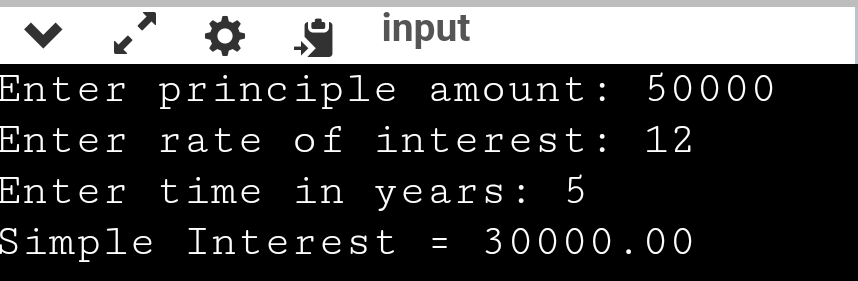 input
Enter principle amount: 50000
Enter rate of interest: 12
Enter time in years: 5
Simple Interest = 30000.00